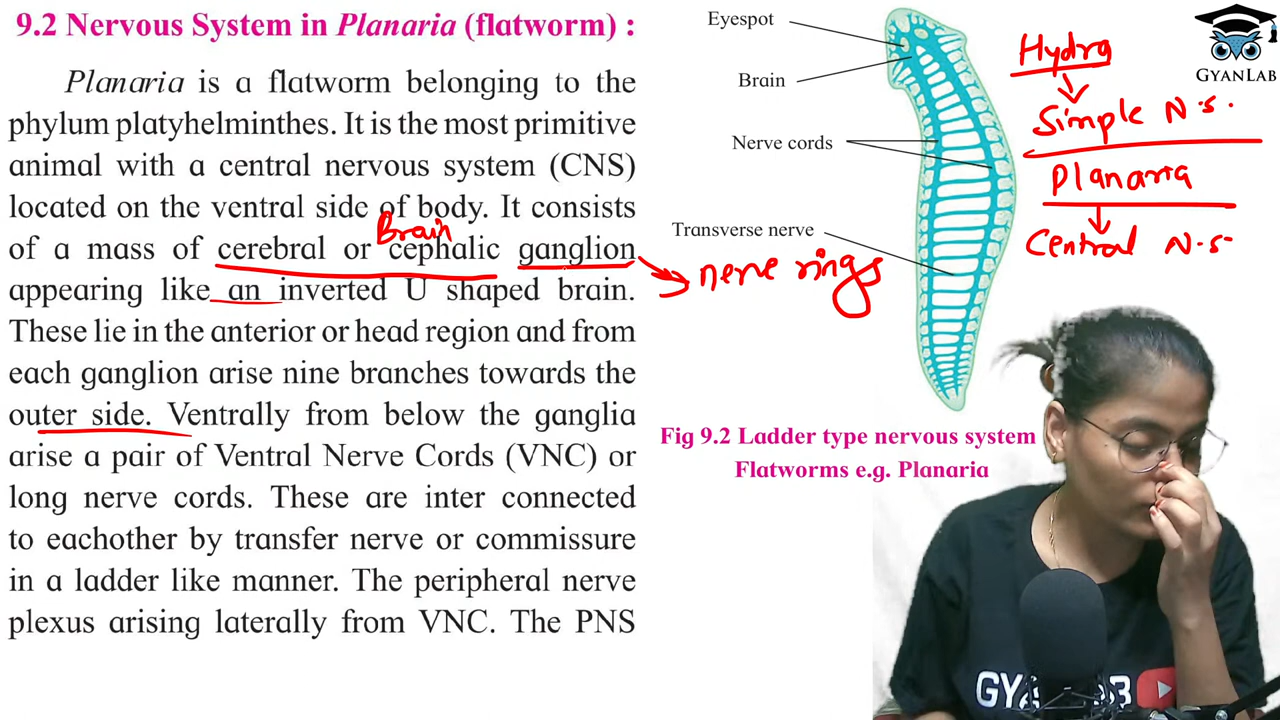 9.2 Nervous System in Planaria (flatworm) :
Planaria is a flatworm belonging to the
phylum platyhelminthes. It is the most primitive
animal with a central nervous system (CNS)
located on the ventral side of body. It consists
Brain
of a mass of cerebral or cephalic ganglion
appearing like an inverted U shaped brain.
These lie in the anterior or head region and from
each ganglion arise nine branches towards the
outer side. Ventrally from below the ganglia
arise a pair of Ventral Nerve Cords (VNC) or
long nerve cords. These are inter connected
to eachother by transfer nerve or commissure
in a ladder like manner. The peripheral nerve
plexus arising laterally from VNC. The PNS
Eyespot
Brain
Nerve cords
Transverse nerve
nerve rings
Fig 9.2 Ladder type nervous system
Flatworms e.g. Planaria
Hydra
Simple N.S.
Planaria
Central N.S
GYANLAB